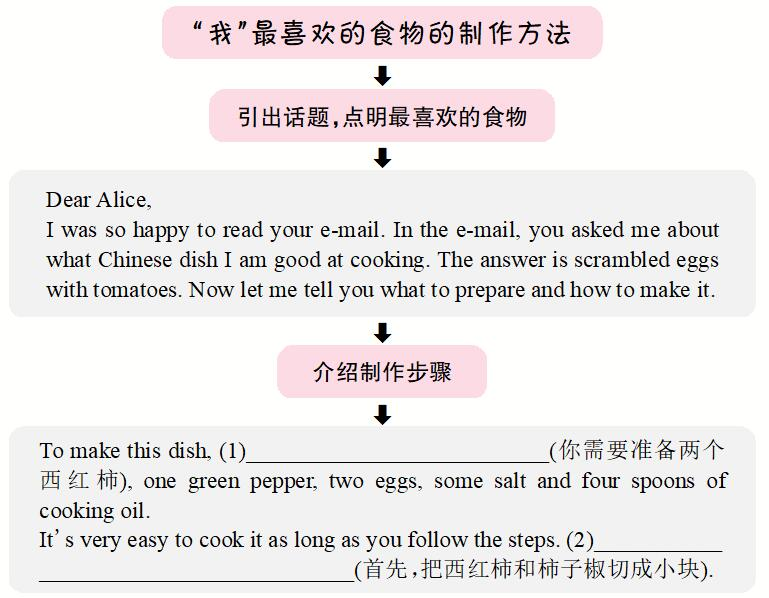 “我”最喜欢的食物的制作方法
引出话题，点明最喜欢的食物
Dear Alice,
I was so happy to read your e-mail. In the e-mail, you asked me about
what Chinese dish I am good at cooking. The answer is scrambled eggs
with tomatoes. Now let me tell you what to prepare and how to make it.
介绍制作步骤
To make this dish, (1)__________________________(你需要准备两个
西红柿), one green pepper, two eggs, some salt and four spoons of
cooking oil.
It’s very easy to cook it as long as you follow the steps. (2)___________
___________________________(首先,把西红柿和柿子椒切成小块).